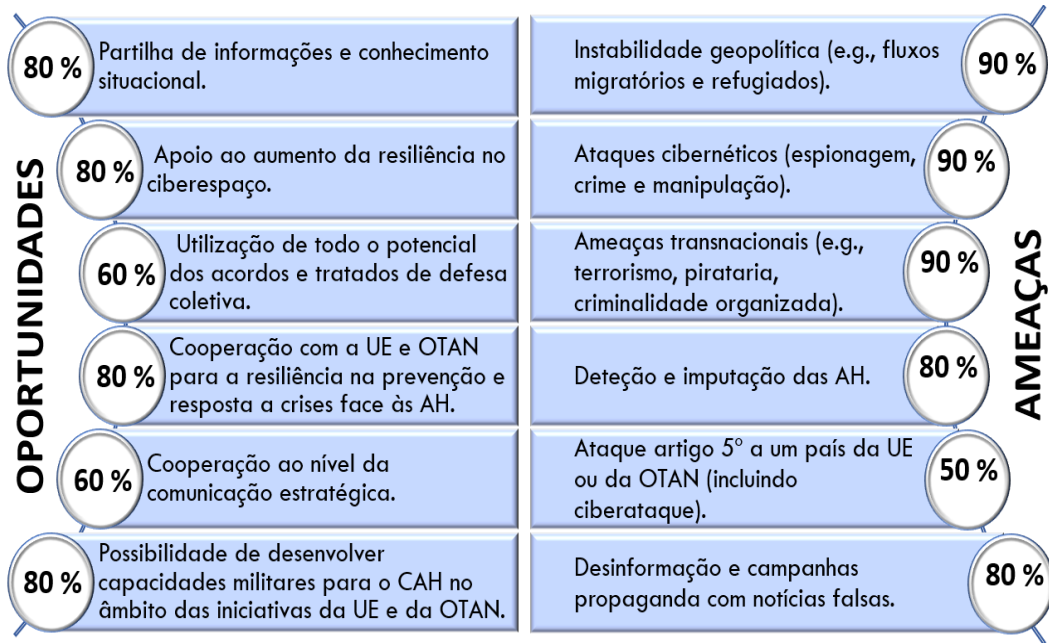 OPORTUNIDADES
80 %
Partilha de informações e conhecimento
situacional.
80 %
Apoio ao aumento da resiliência no
ciberespaço.
60 %
Utilização de todo o potencial
dos acordos e tratados de defesa
coletiva.
80 %
Cooperação com a UE e OTAN
para a resiliência na prevenção e
resposta a crises face às AH.
60 %
Cooperação ao nível da
comunicação estratégica.
80 %
Possibilidade de desenvolver
capacidades militares para o CAH no
âmbito das iniciativas da UE e da OTAN.
AMEAÇAS
Instabilidade geopolítica (e.g., fluxos
migratórios e refugiados).
90 %
Ataques cibernéticos (espionagem,
crime e manipulação).
90 %
Ameaças transnacionais (e.g.,
terrorismo, pirataria,
criminalidade organizada).
90 %
Deteção e imputação das AH.
80 %
Ataque artigo 5º a um país da UE
ou da OTAN (incluindo
ciberataque).
50 %
Desinformação e campanhas
propaganda com notícias falsas.
80 %